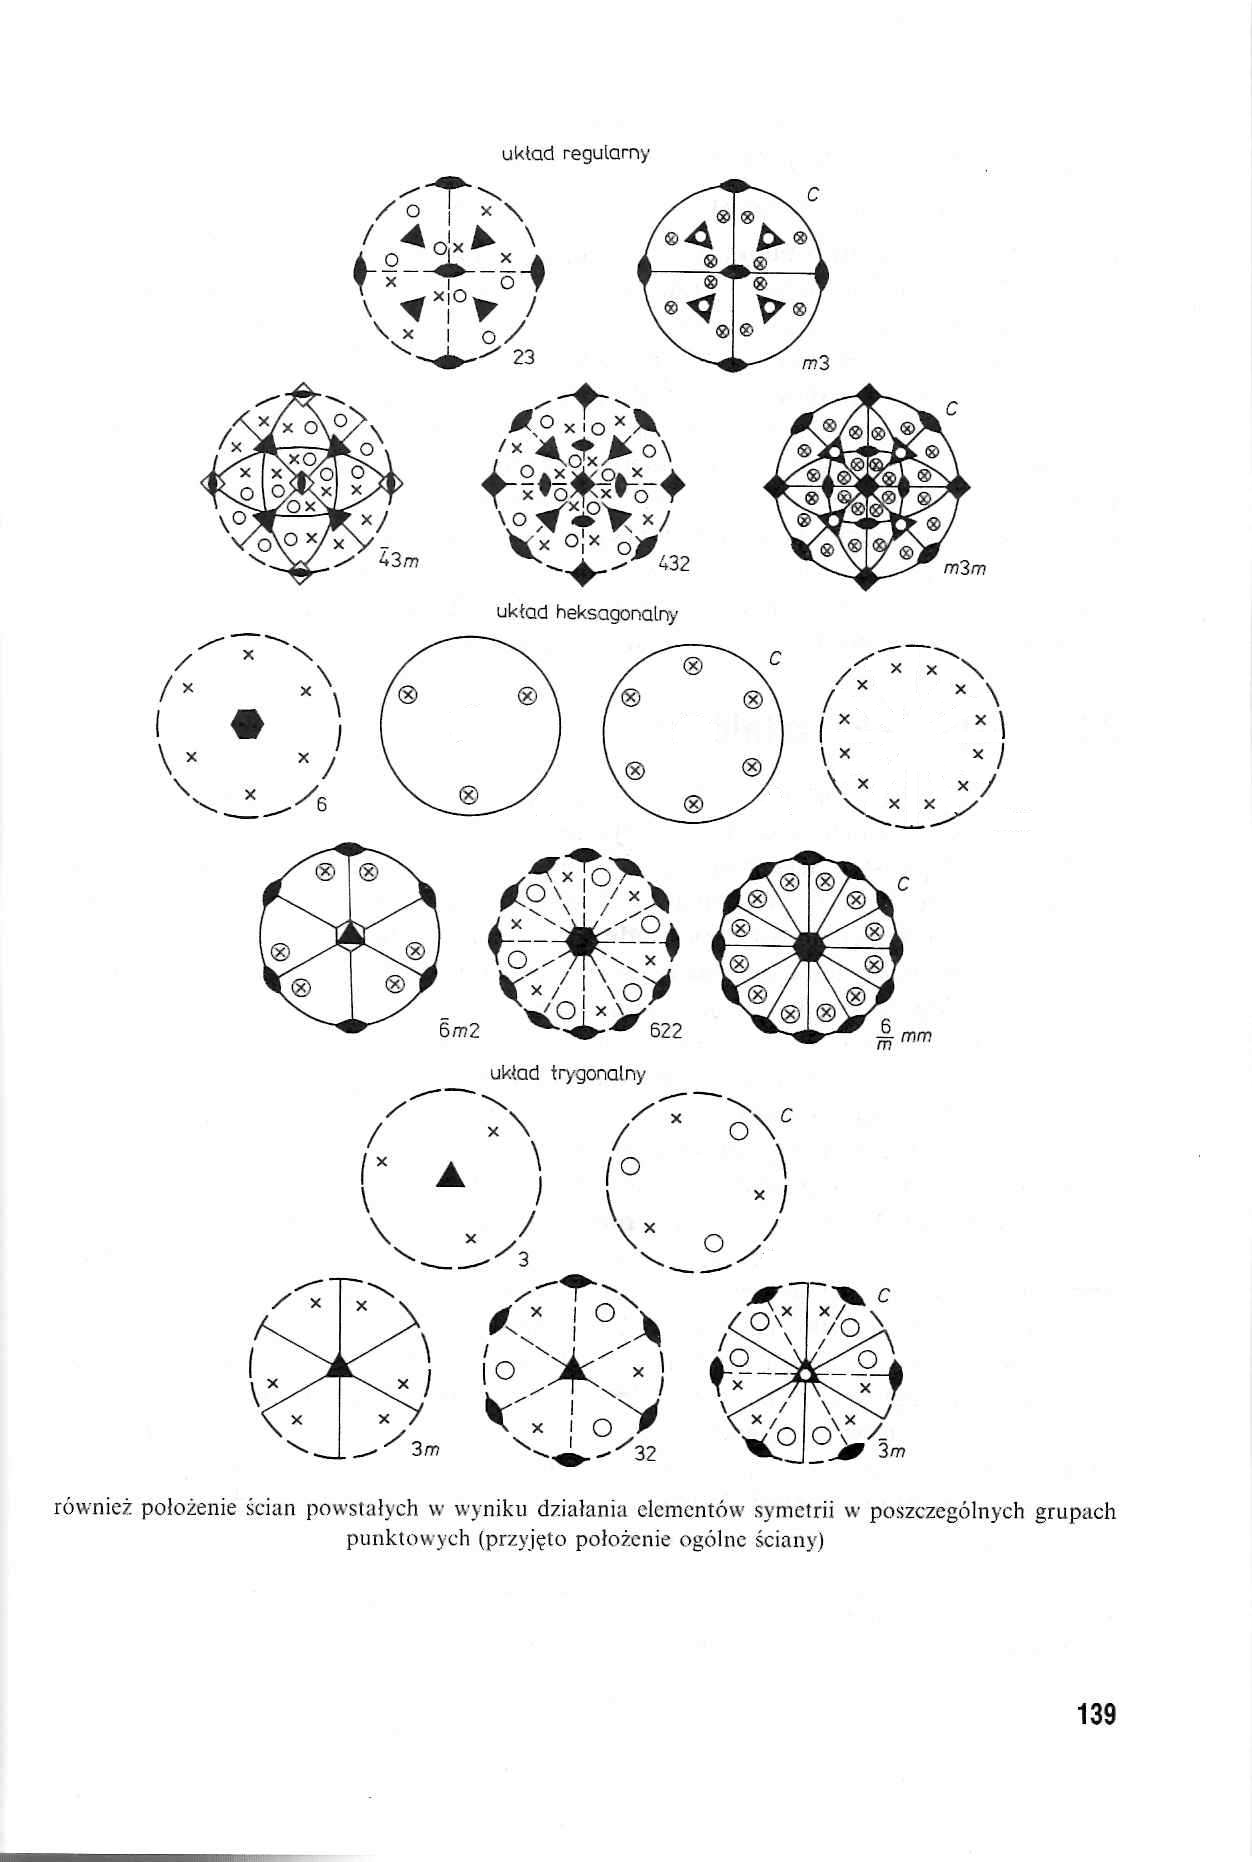 układ regularny
C
23
m3
C
4̄3m
432
m3m
układ heksagonalny
C
6
C
6̄m2
622
6/m mm
układ trygonalny
C
3
C
3m
32
3̄m
również położenie ścian powstałych w wyniku działania elementów symetrii w poszczególnych grupach
punktowych (przyjęto położenie ogólne ściany)
139